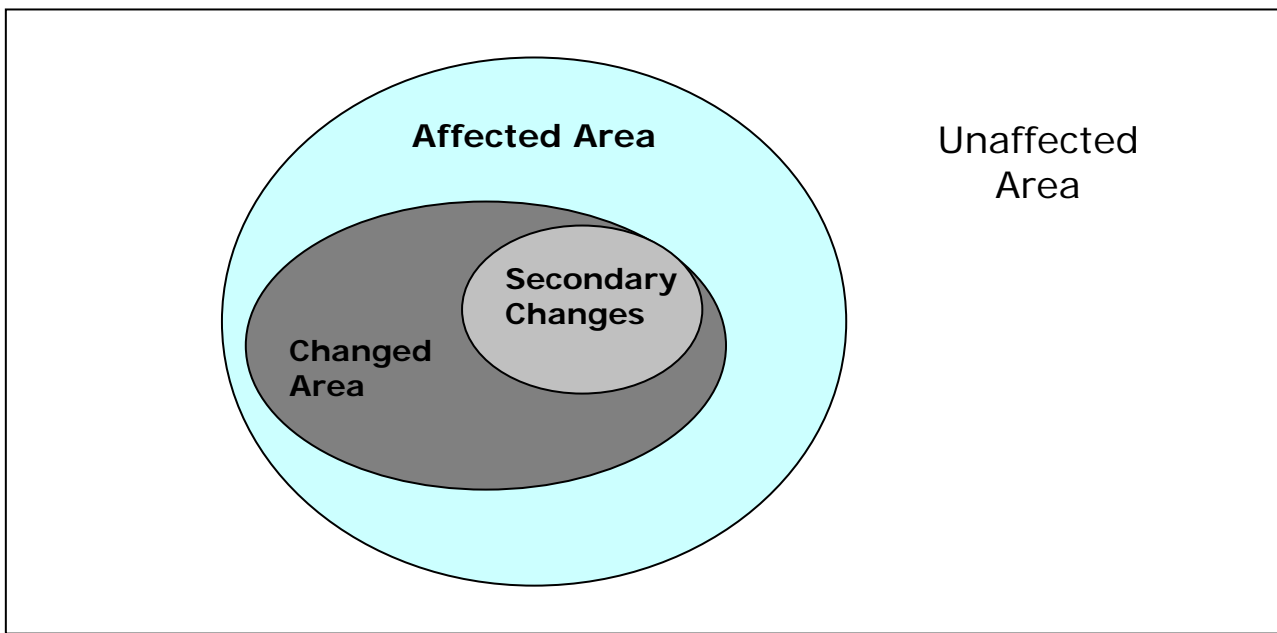 Affected Area
Unaffected
Area
Secondary
Changes
Changed
Area